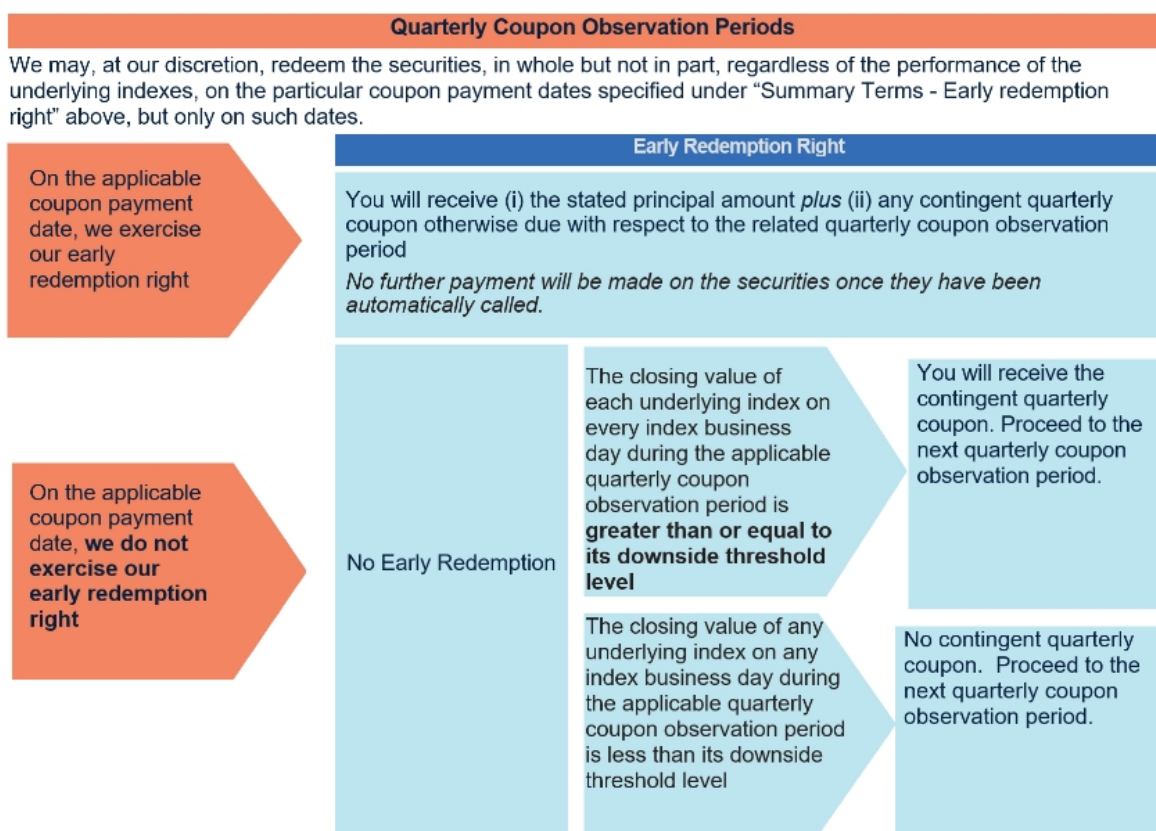 Quarterly Coupon Observation Periods
We may, at our discretion, redeem the securities, in whole but not in part, regardless of the performance of the
underlying indexes, on the particular coupon payment dates specified under “Summary Terms - Early redemption
right” above, but only on such dates.
On the applicable
coupon payment
date, we exercise
our early
redemption right
Early Redemption Right
You will receive (i) the stated principal amount plus (ii) any contingent quarterly
coupon otherwise due with respect to the related quarterly coupon observation
period
No further payment will be made on the securities once they have been
automatically called.
On the applicable
coupon payment
date, we do not
exercise our
early redemption
right
No Early Redemption
The closing value of
each underlying index on
every index business
day during the applicable
quarterly coupon
observation period is
greater than or equal to
its downside threshold
level
You will receive the
contingent quarterly
coupon. Proceed to the
next quarterly coupon
observation period.
The closing value of any
underlying index on any
index business day during
the applicable quarterly
coupon observation period
is less than its downside
threshold level
No contingent quarterly
coupon.  Proceed to the
next quarterly coupon
observation period.